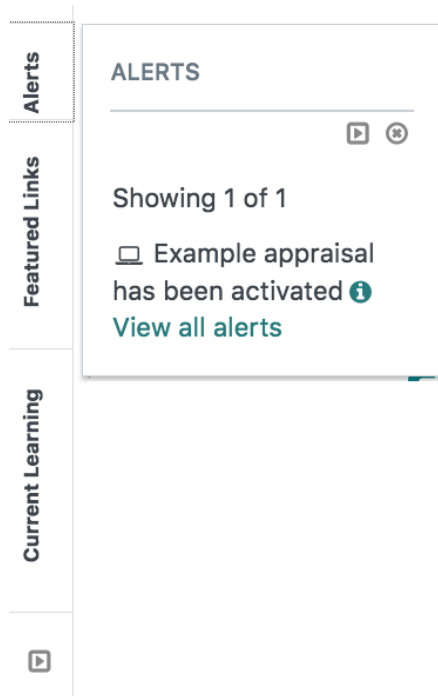 Alerts
Featured Links
Current Learning
ALERTS
Showing 1 of 1
Example appraisal
has been activated
View all alerts